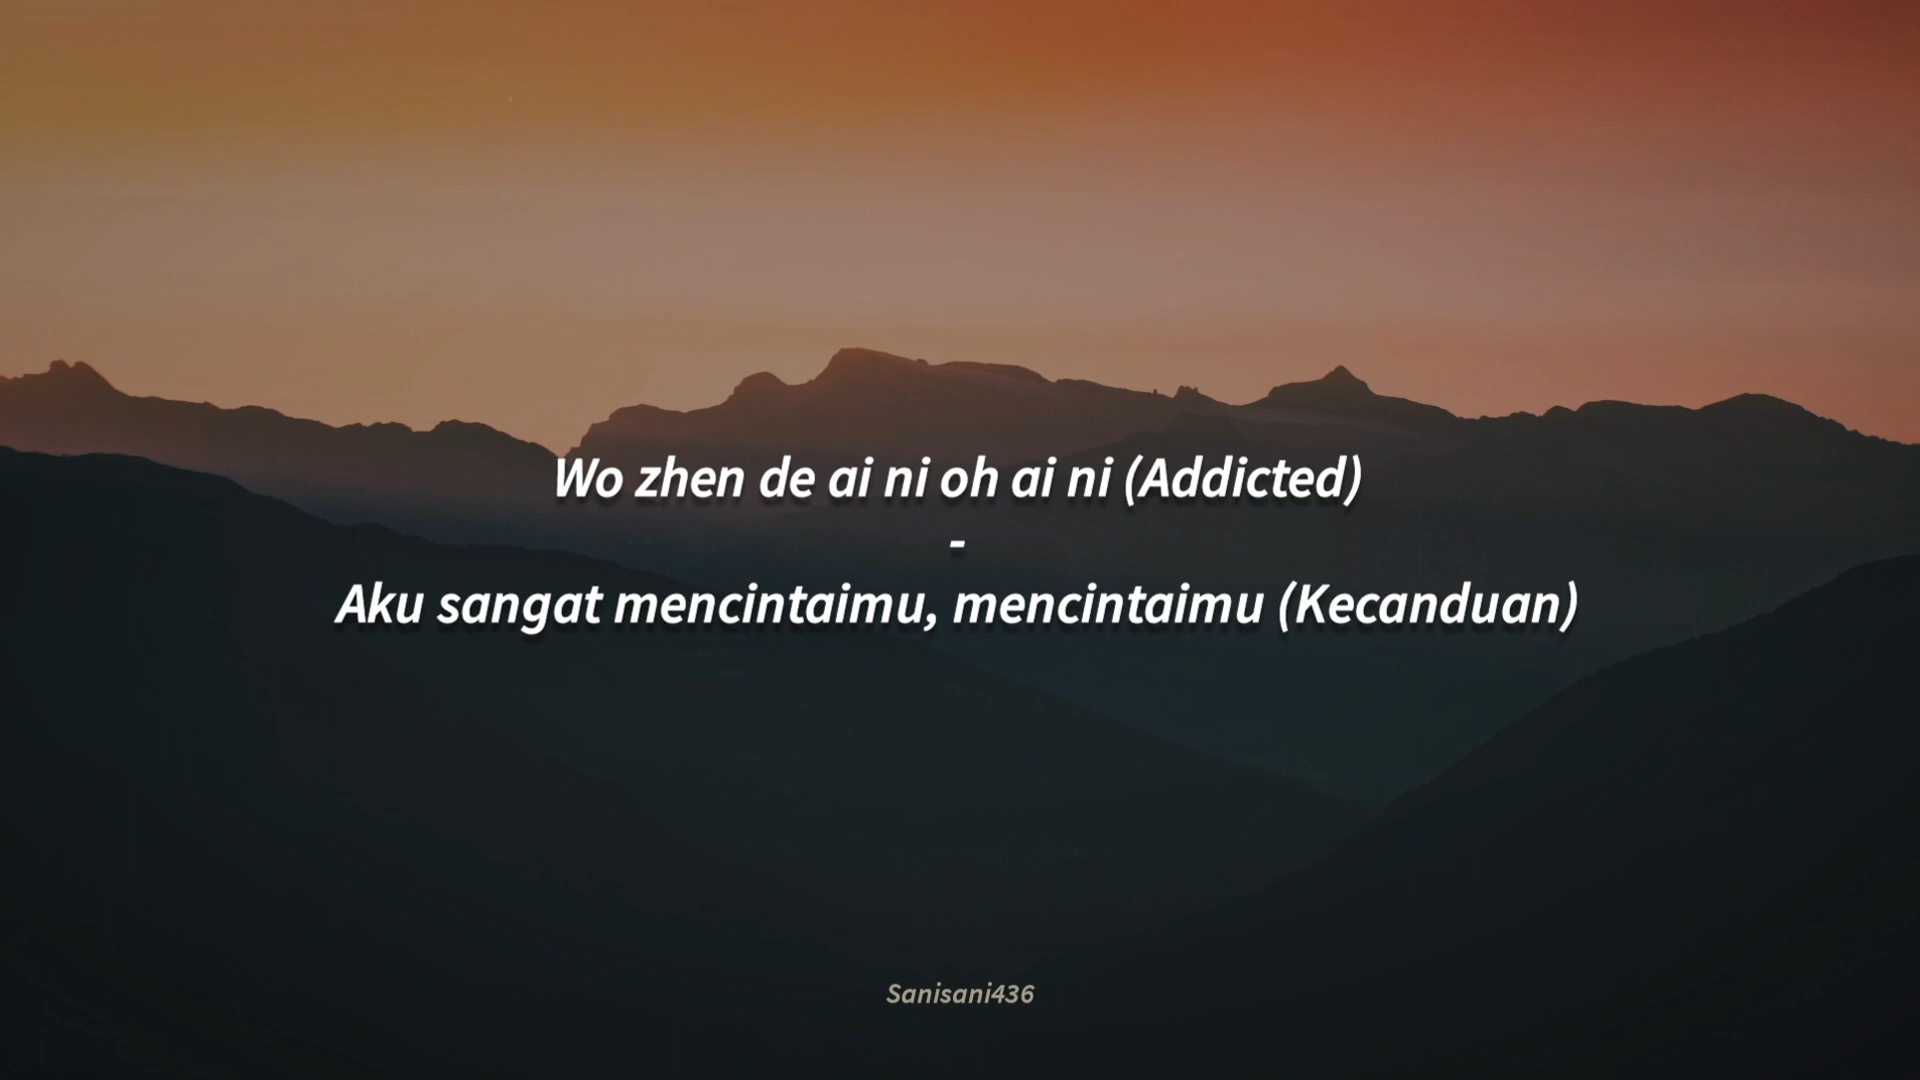 Wo zhen de ai ni oh ai ni (Addicted)
-
Aku sangat mencintaimu, mencintaimu (Kecanduan)
Sanisani436